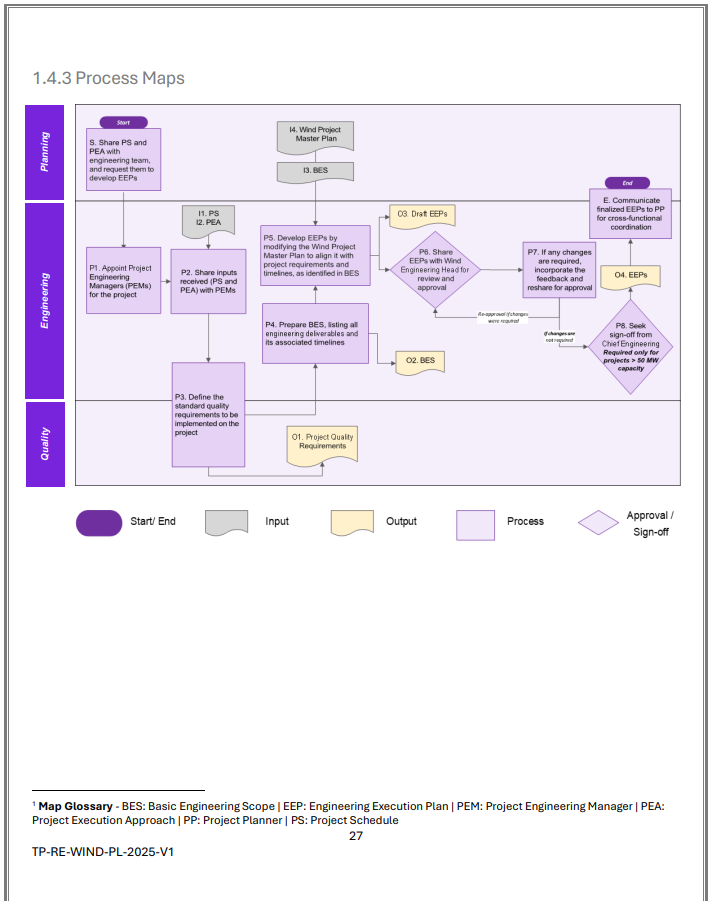 1.4.3 Process Maps
Planning
Start
S. Share PS and
PEA with
engineering team,
and request them to
develop EEPs
I4. Wind Project
Master Plan
I3. BES
End
E. Communicate
finalized EEPs to PP
for cross-functional
coordination
Engineering
I1. PS
I2. PEA
O3. Draft EEPs
P1. Appoint Project
Engineering
Managers (PEMs)
for the project
P2. Share inputs
received (PS and
PEA) with PEMs
P5. Develop EEPs by
modifying the Wind Project
Master Plan to align it with
project requirements and
timelines, as identified in BES
P6. Share
EEPs with Wind
Engineering Head for
review and
approval
P7. If any changes
are required,
incorporate the
feedback and
reshare for approval
O4. EEPs
P4. Prepare BES, listing all
engineering deliverables and
its associated timelines
Re-approval if changes
were required
If changes are
not required
P8. Seek
sign-off from
Chief Engineering
Required only for
projects > 50 MW
capacity
O2. BES
P3. Define the
standard quality
requirements to be
implemented on the
project
Quality
O1. Project Quality
Requirements
Start/ End
Input
Output
Process
Approval /
Sign-off
1 Map Glossary - BES: Basic Engineering Scope | EEP: Engineering Execution Plan | PEM: Project Engineering Manager | PEA:
Project Execution Approach | PP: Project Planner | PS: Project Schedule
27
TP-RE-WIND-PL-2025-V1